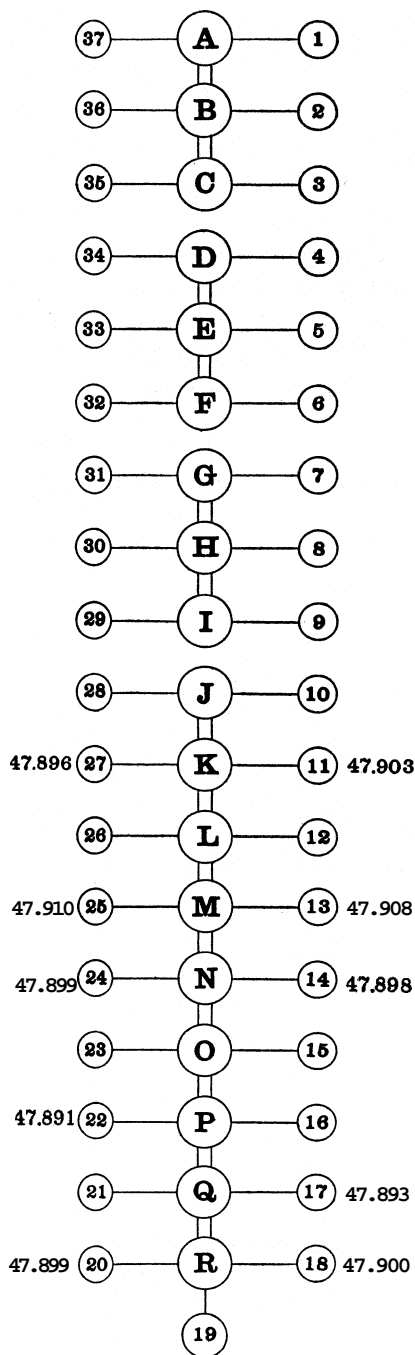 37 A 1
36 B 2
35 C 3
34 D 4
33 E 5
32 F 6
31 G 7
30 H 8
29 I 9
28 J 10
47.896 27 K 11 47.903
26 L 12
47.910 25 M 13 47.908
47.899 24 N 14 47.898
23 O 15
47.891 22 P 16
21 Q 17 47.893
47.899 20 R 18 47.900
19